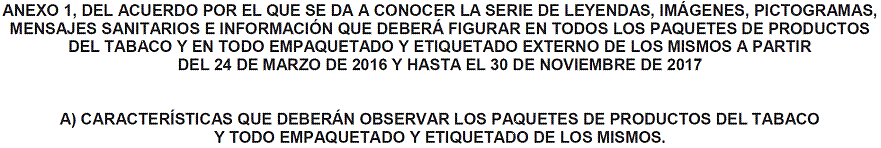 ANEXO 1, DEL ACUERDO POR EL QUE SE DA A CONOCER LA SERIE DE LEYENDAS, IMÁGENES, PICTOGRAMAS,
MENSAJES SANITARIOS E INFORMACIÓN QUE DEBERÁ FIGURAR EN TODOS LOS PAQUETES DE PRODUCTOS
DEL TABACO Y EN TODO EMPAQUETADO Y ETIQUETADO EXTERNO DE LOS MISMOS A PARTIR
DEL 24 DE MARZO DE 2016 Y HASTA EL 30 DE NOVIEMBRE DE 2017
A) CARACTERÍSTICAS QUE DEBERÁN OBSERVAR LOS PAQUETES DE PRODUCTOS DEL TABACO
Y TODO EMPAQUETADO Y ETIQUETADO DE LOS MISMOS.